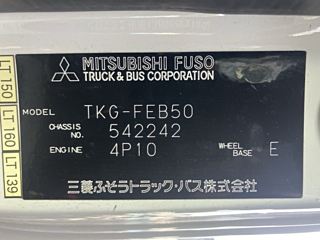 MITSUBISHI FUSO
TRUCK & BUS CORPORATION
MODEL TKG-FEB50
CHASSIS NO. 542242
ENGINE 4P10 WHEEL BASE E
三菱ふそうトラック・バス株式会社
LT 150
LT 160
LT 139